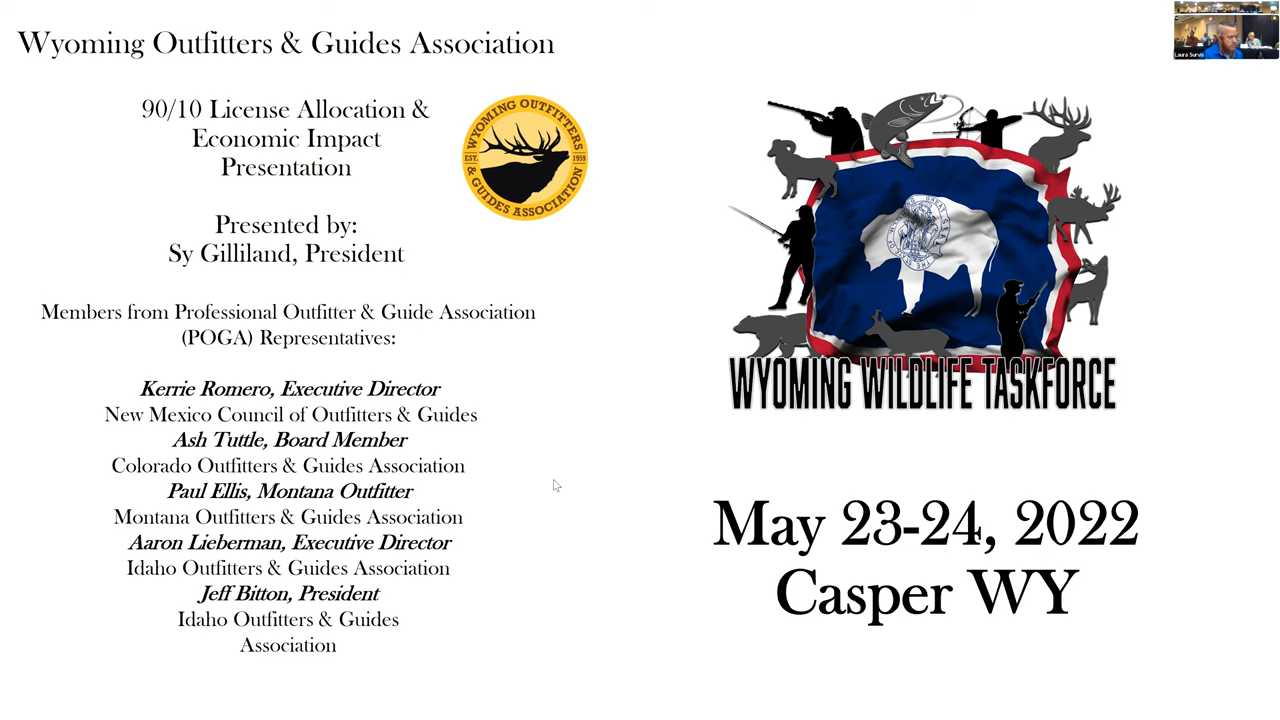 Wyoming Outfitters & Guides Association
90/10 License Allocation &
Economic Impact
Presentation
Presented by:
Sy Gilliland, President
WYOMING OUTFITTERS
EST. 1959
& GUIDES ASSOCIATION
Members from Professional Outfitter & Guide Association
(POGA) Representatives:
Kerrie Romero, Executive Director
New Mexico Council of Outfitters & Guides
Ash Tuttle, Board Member
Colorado Outfitters & Guides Association
Paul Ellis, Montana Outfitter
Montana Outfitters & Guides Association
Aaron Lieberman, Executive Director
Idaho Outfitters & Guides Association
Jeff Bitton, President
Idaho Outfitters & Guides
Association
Laura Survis
GREAT SEAL
WYOMING WILDLIFE TASKFORCE
May 23-24, 2022
Casper WY